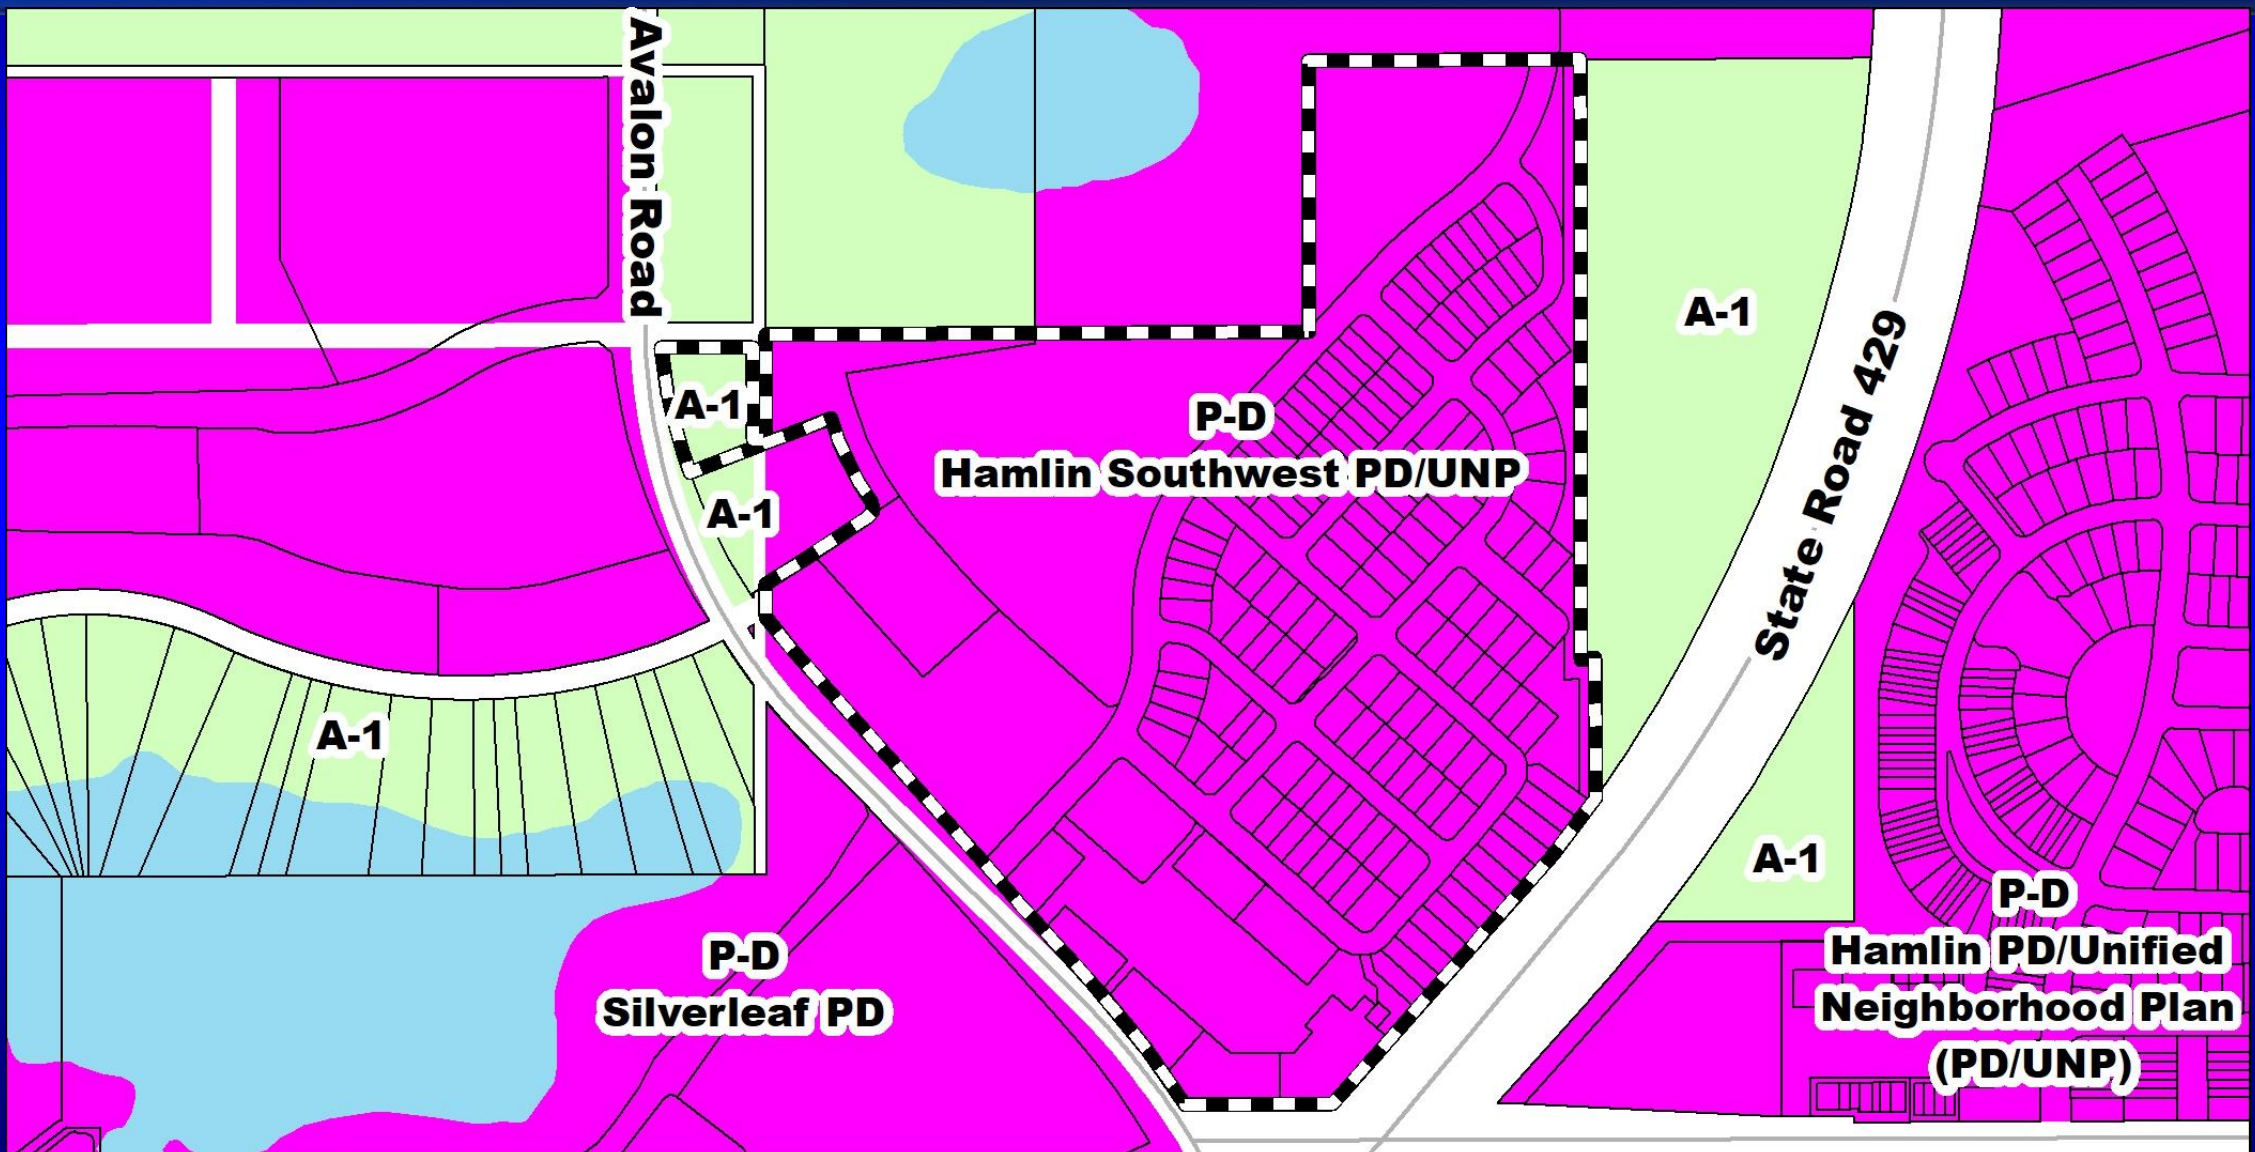 Avalon Road
A-1
State Road 429
A-1
P-D
Hamlin Southwest PD/UNP
A-1
A-1
A-1
P-D
Hamlin PD/Unified
Neighborhood Plan
(PD/UNP)
P-D
Silverleaf PD